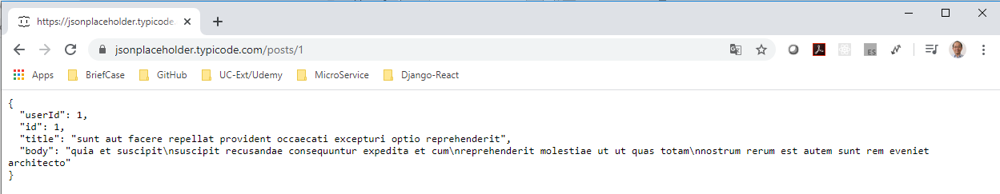 https://jsonplaceholder.typicode
jsonplaceholder.typicode.com/posts/1
ES
Apps BriefCase GitHub UC-Ext/Udemy MicroService Django-React
{
  "userId": 1,
  "id": 1,
  "title": "sunt aut facere repellat provident occaecati excepturi optio reprehenderit",
  "body": "quia et suscipit\nsuscipit recusandae consequuntur expedita et cum\nreprehenderit molestiae ut ut quas totam\nnostrum rerum est autem sunt rem eveniet
architecto"
}